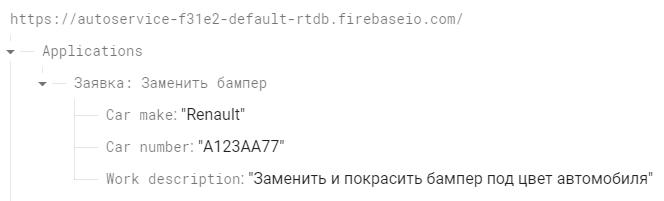 https://autoservice-f31e2-default-rtdb.firebaseio.com/
Applications
Заявка: Заменить бампер
Car make: "Renault"
Car number: "A123AA77"
Work description: "Заменить и покрасить бампер под цвет автомобиля"